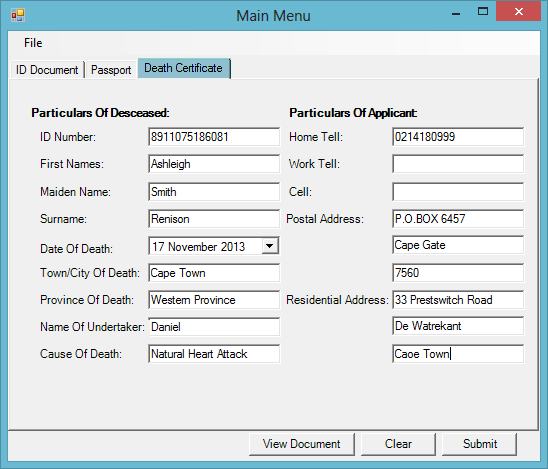 Main Menu
File
ID Document Passport Death Certificate
Particulars Of Desceased: Particulars Of Applicant:
ID Number: 8911075186081 Home Tell: 0214180999
First Names: Ashleigh Work Tell:
Maiden Name: Smith Cell:
Surname: Renison Postal Address: P.O.BOX 6457
Date Of Death: 17 November 2013 Cape Gate
Town/City Of Death: Cape Town 7560
Province Of Death: Western Province Residential Address: 33 Prestswitch Road
Name Of Undertaker: Daniel De Watrekant
Cause Of Death: Natural Heart Attack Caoe Town
View Document Clear Submit